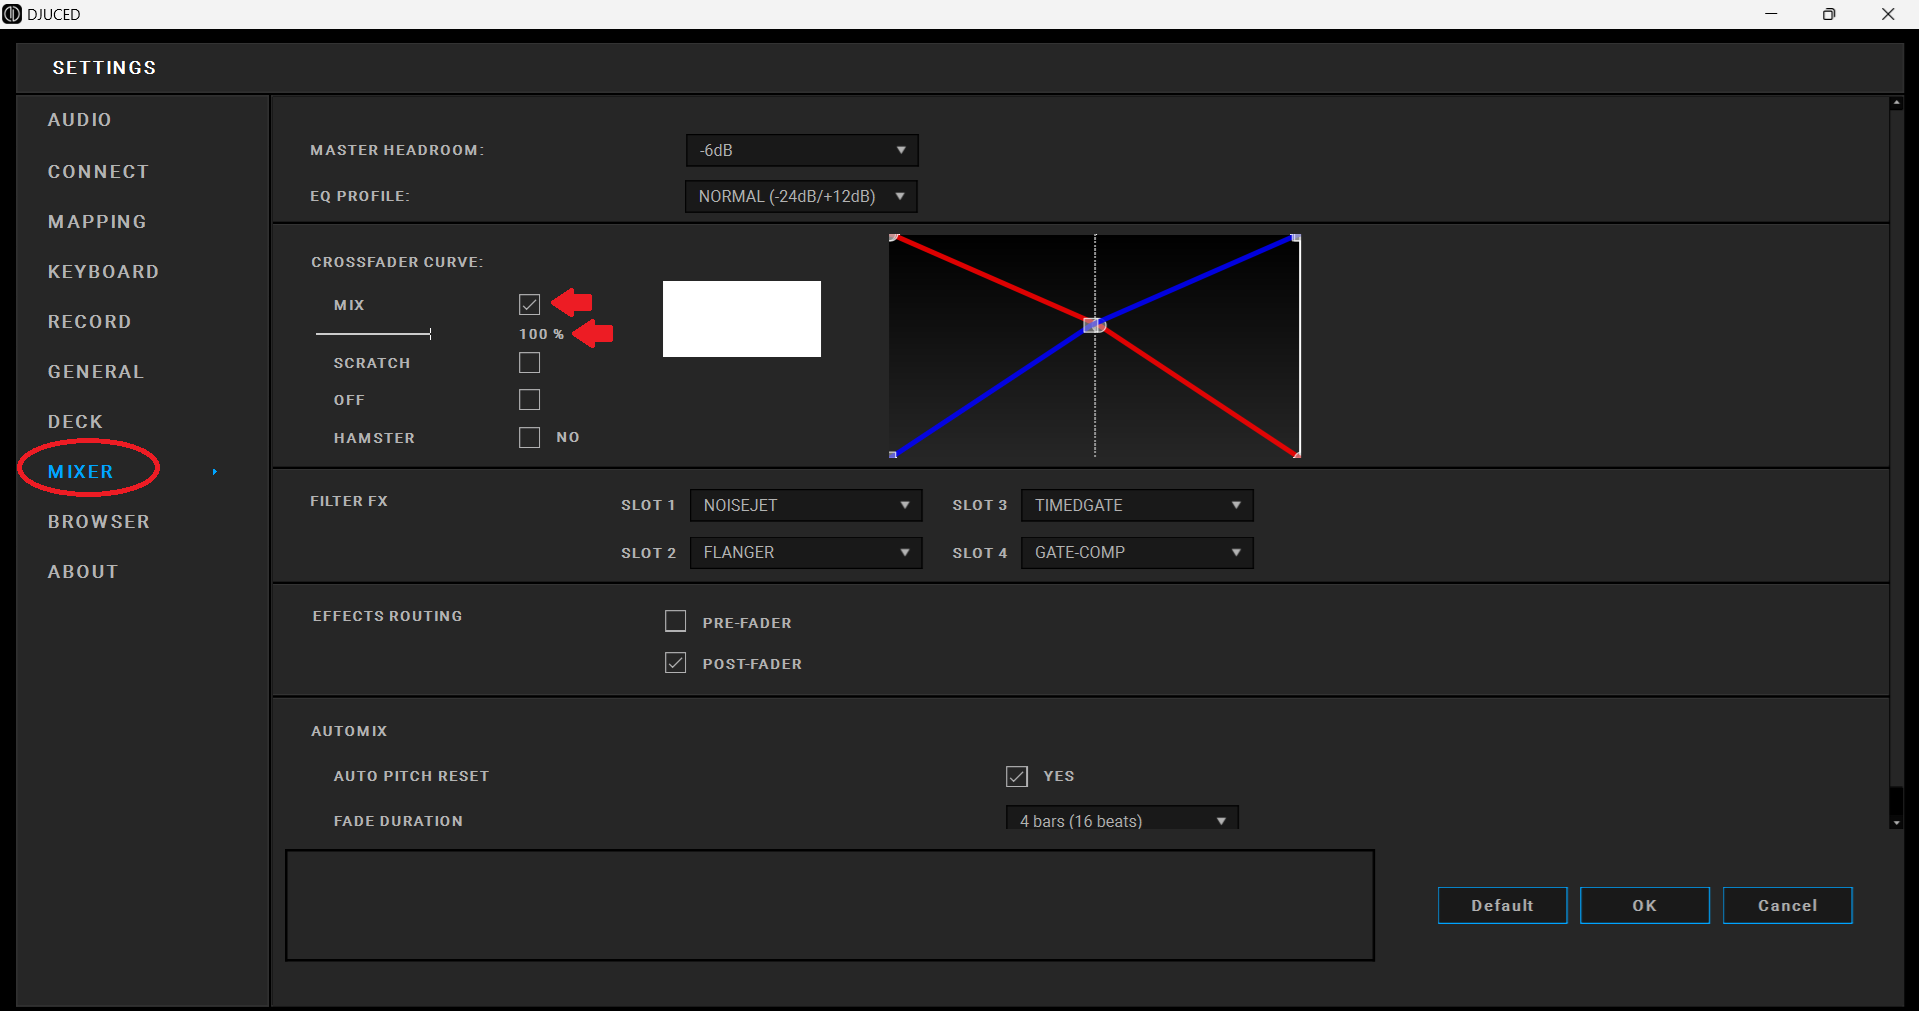 DJUCED
SETTINGS
AUDIO
CONNECT
MAPPING
KEYBOARD
RECORD
GENERAL
DECK
MIXER
BROWSER
ABOUT
MASTER HEADROOM: -6dB
EQ PROFILE: NORMAL (-24dB/+12dB)
CROSSFADER CURVE:
MIX
100 %
SCRATCH
OFF
HAMSTER NO
FILTER FX SLOT 1 NOISEJET SLOT 3 TIMEDGATE
SLOT 2 FLANGER SLOT 4 GATE-COMP
EFFECTS ROUTING PRE-FADER
POST-FADER
AUTOMIX
AUTO PITCH RESET YES
FADE DURATION 4 bars (16 beats)
Default OK Cancel